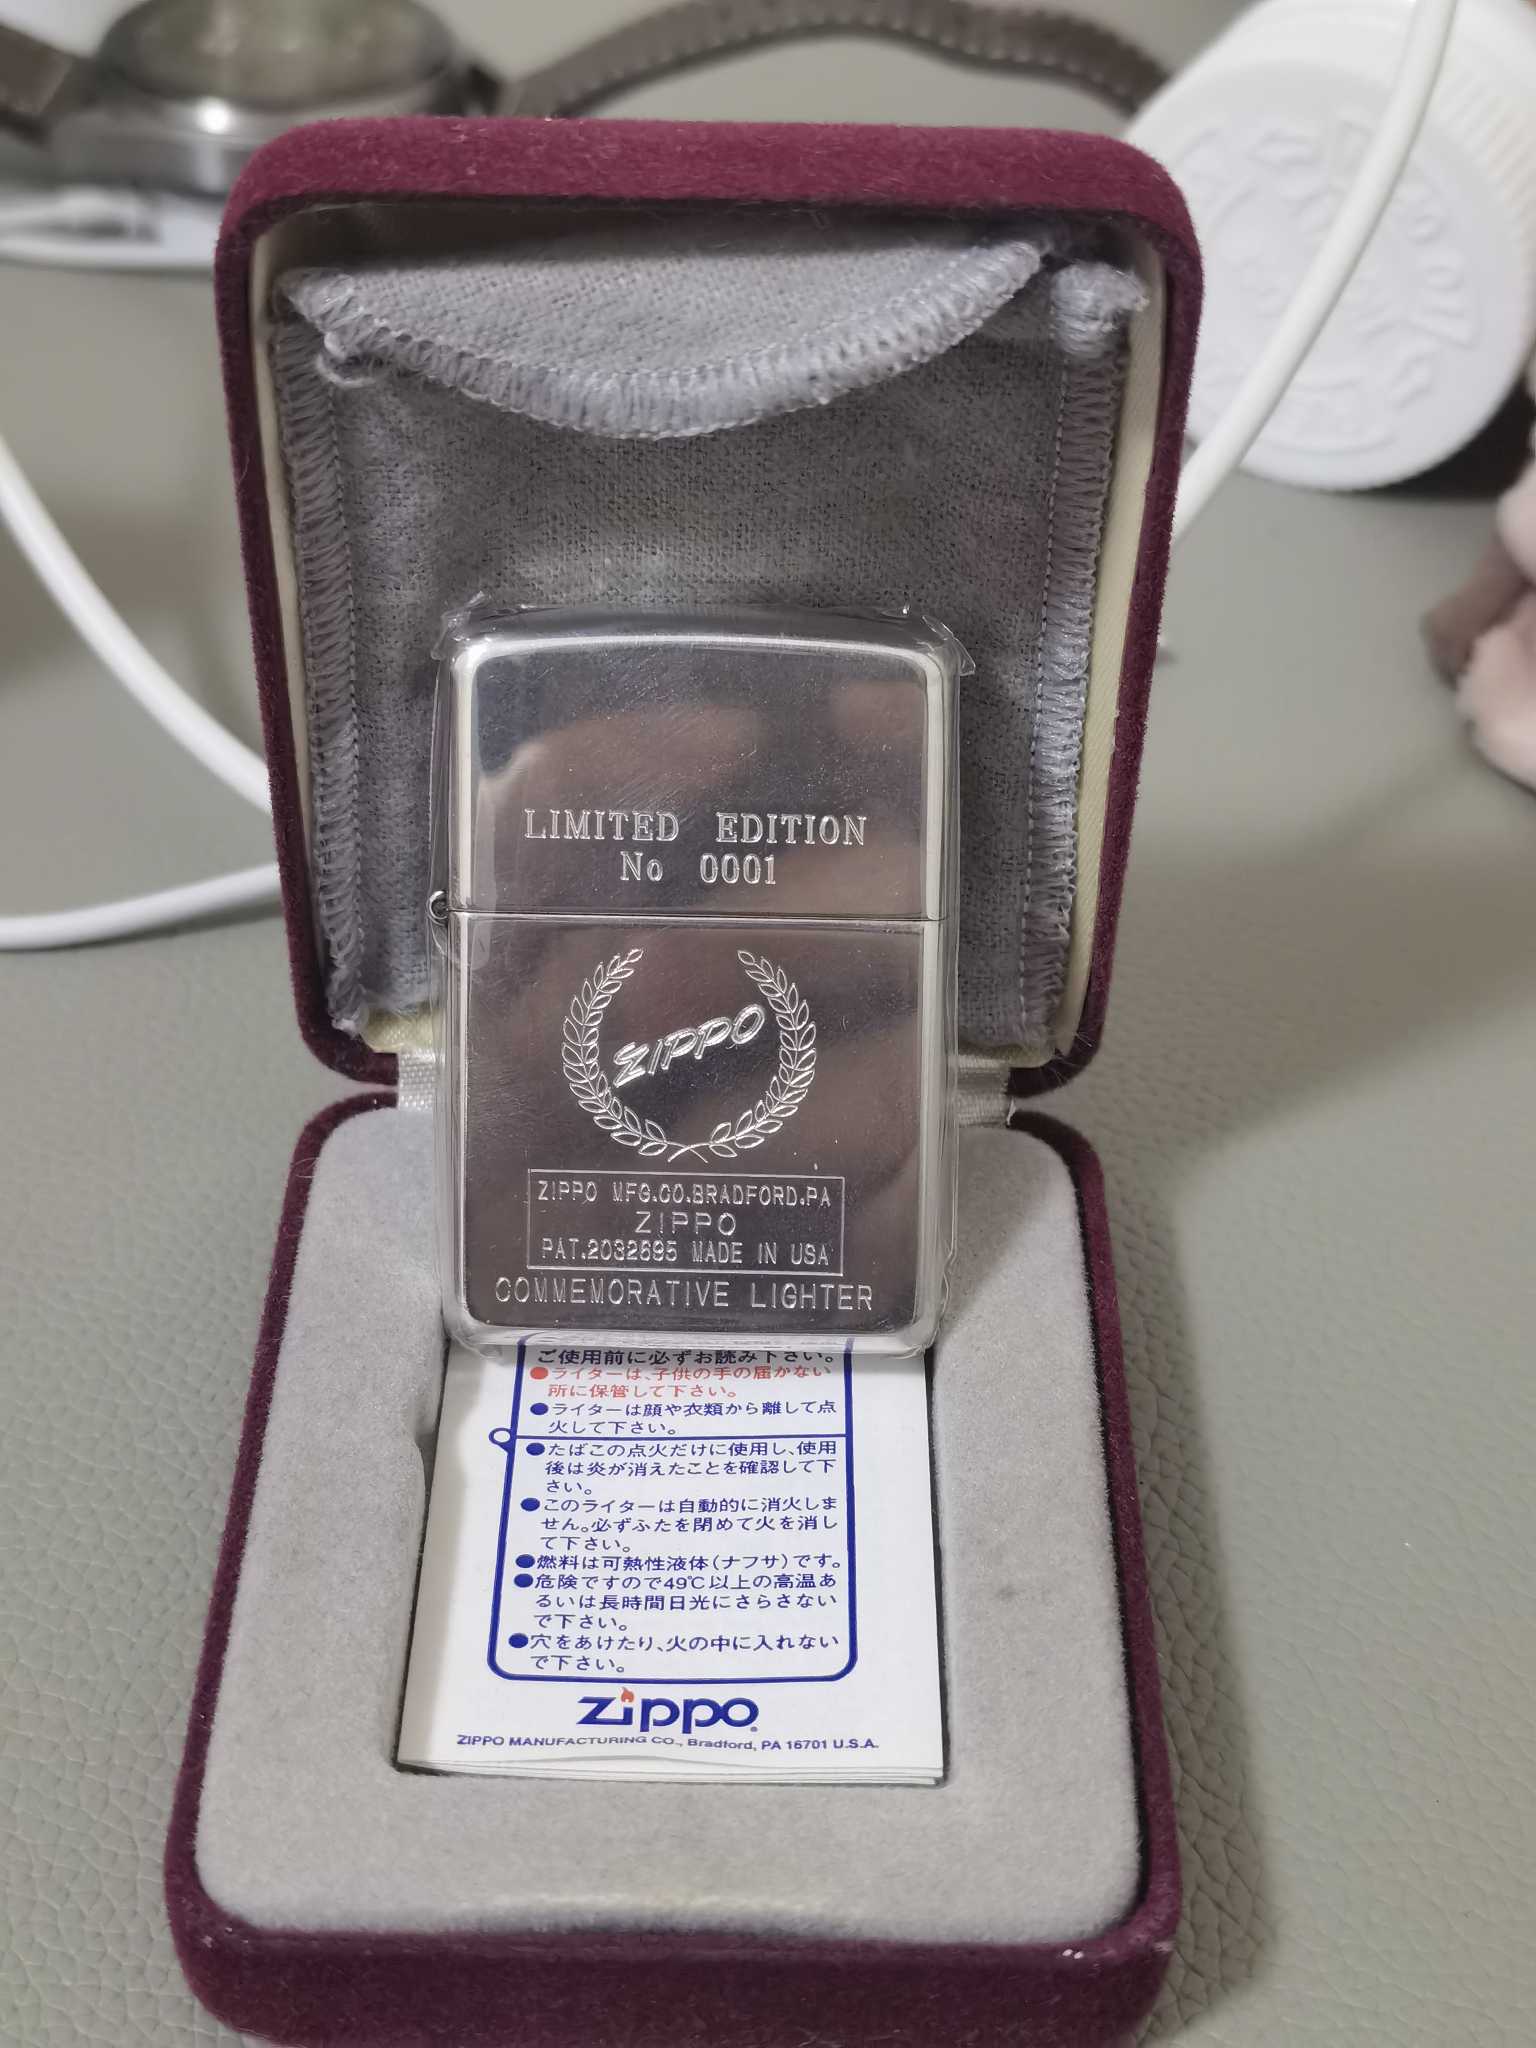 LIMITED EDITION
No 0001
ZIPPO
ZIPPO MFG.CO.BRADFORD.PA
ZIPPO
PAT.2032695 MADE IN USA
COMMEMORATIVE LIGHTER
ご使用前に必ずお読み下さい。
●ライターは、子供の手の届かない
所に保管して下さい。
●ライターは顔や衣類から離して点
火して下さい。
●たばこの点火だけに使用し、使用
後は炎が消えたことを確認して下
さい。
●このライターは自動的に消火しま
せん。必ずふたを閉めて火を消し
て下さい。
●燃料は可熱性液体(ナフサ)です。
●危険ですので49℃以上の高温あ
るいは長時間日光にさらさない
で下さい。
●穴をあけたり、火の中に入れない
で下さい。
zippo
ZIPPO MANUFACTURING CO., Bradford, PA 16701 U.S.A.